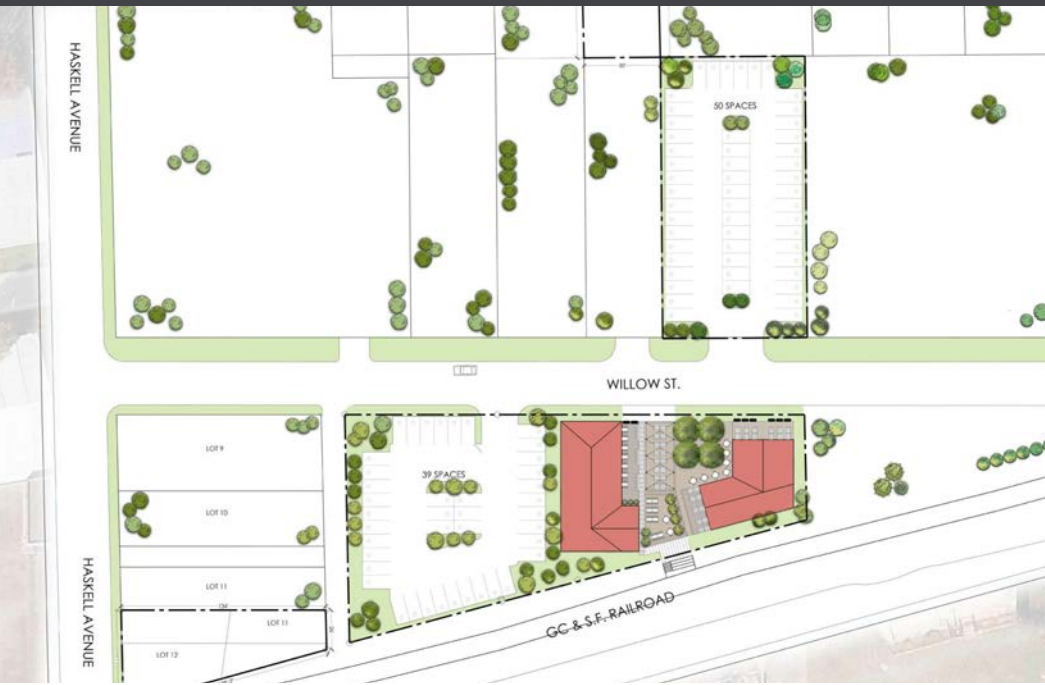 HASKELL AVENUE
50 SPACES
WILLOW ST.
LOT 9
39 SPACES
LOT 10
HASKELL AVENUE
LOT 11
LOT 11
LOT 12
GC & S.F. RAILROAD